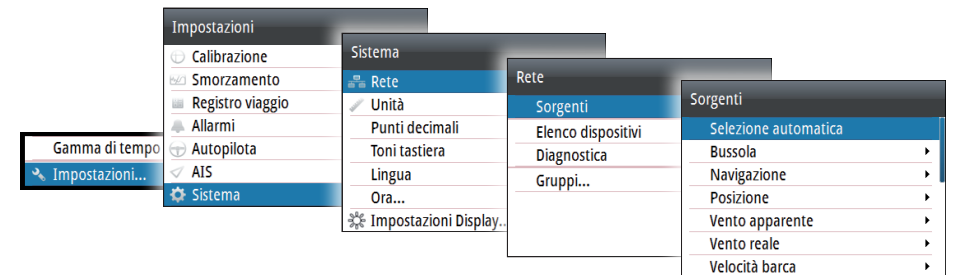 Gamma di tempo
Impostazioni...
Impostazioni
Calibrazione
Smorzamento
Registro viaggio
Allarmi
Autopilota
AIS
Sistema
Sistema
Rete
Unità
Punti decimali
Toni tastiera
Lingua
Ora...
Impostazioni Display...
Rete
Sorgenti
Elenco dispositivi
Diagnostica
Gruppi...
Sorgenti
Selezione automatica
Bussola
Navigazione
Posizione
Vento apparente
Vento reale
Velocità barca